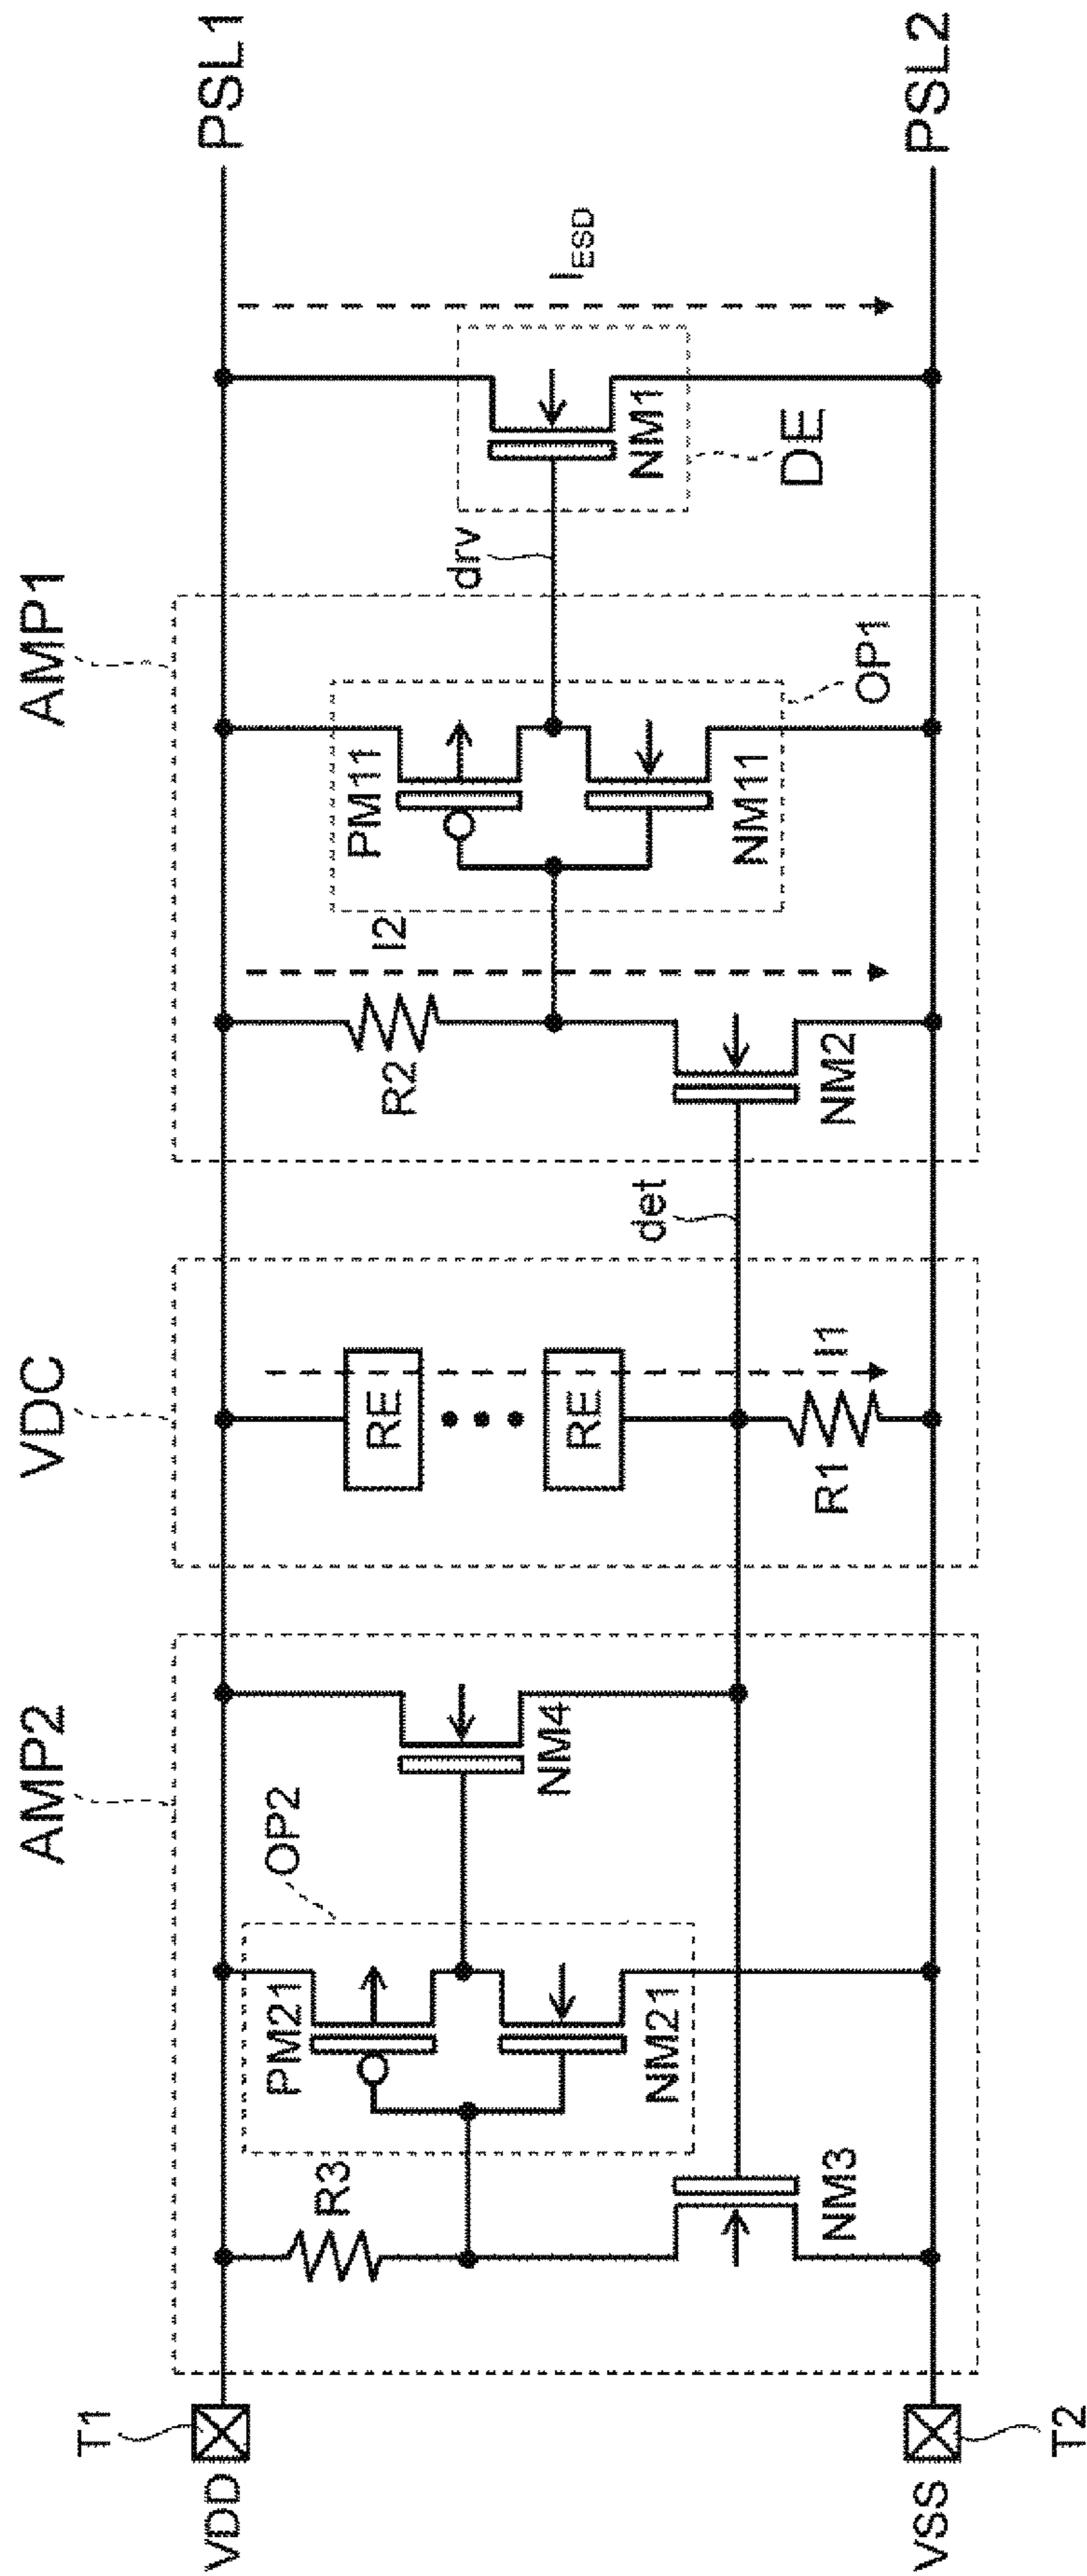 AMP2
VDC
AMP1
T1
VDD
PSL1
R3
OP2
PM21
NM21
NM4
NM3
RE
RE
I1
R1
det
I2
R2
NM2
PM11
NM11
OP1
drv
NM1
DE
IESD
T2
VSS
PSL2